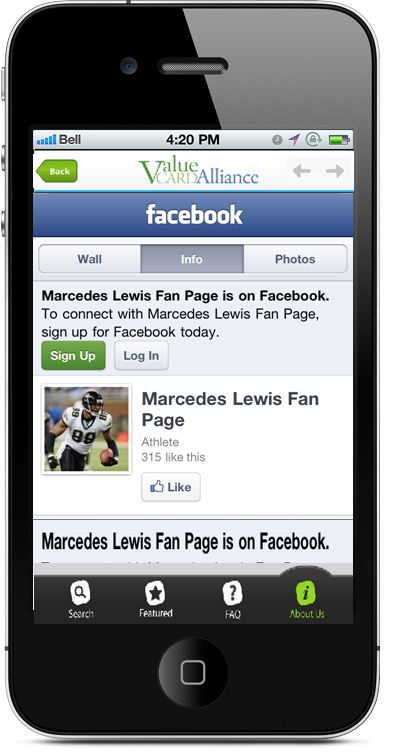 Bell 4:20 PM
Back Value CARD Alliance
facebook
Wall Info Photos
Marcedes Lewis Fan Page is on Facebook.
To connect with Marcedes Lewis Fan Page,
sign up for Facebook today.
Sign Up Log In
89
Marcedes Lewis Fan
Page
Athlete
315 like this
Like
Marcedes Lewis Fan Page is on Facebook.
Search Featured FAQ About Us